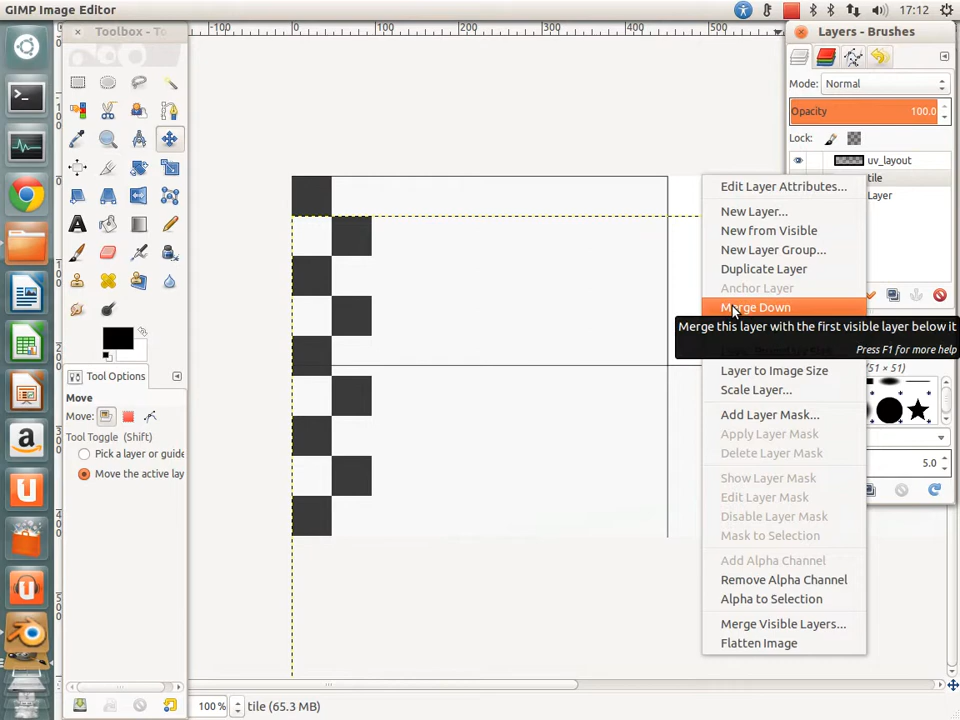 GIMP Image Editor
17:12
Toolbox - To
Layers - Brushes
-100
0
100
200
300
400
500
Mode: Normal
Opacity 100.0
Lock:
uv_layout
tile
Layer
Edit Layer Attributes...
New Layer...
New from Visible
New Layer Group...
Duplicate Layer
Anchor Layer
Merge Down
Merge this layer with the first visible layer below it
Press F1 for more help
51 × 51)
Layer to Image Size
Scale Layer...
Add Layer Mask...
Apply Layer Mask
Delete Layer Mask
5.0
Show Layer Mask
Edit Layer Mask
Disable Layer Mask
Mask to Selection
Add Alpha Channel
Remove Alpha Channel
Alpha to Selection
Merge Visible Layers...
Flatten Image
Tool Options
Move
Move:
Tool Toggle (Shift)
Pick a layer or guide
Move the active lay
100 %
tile (65.3 MB)